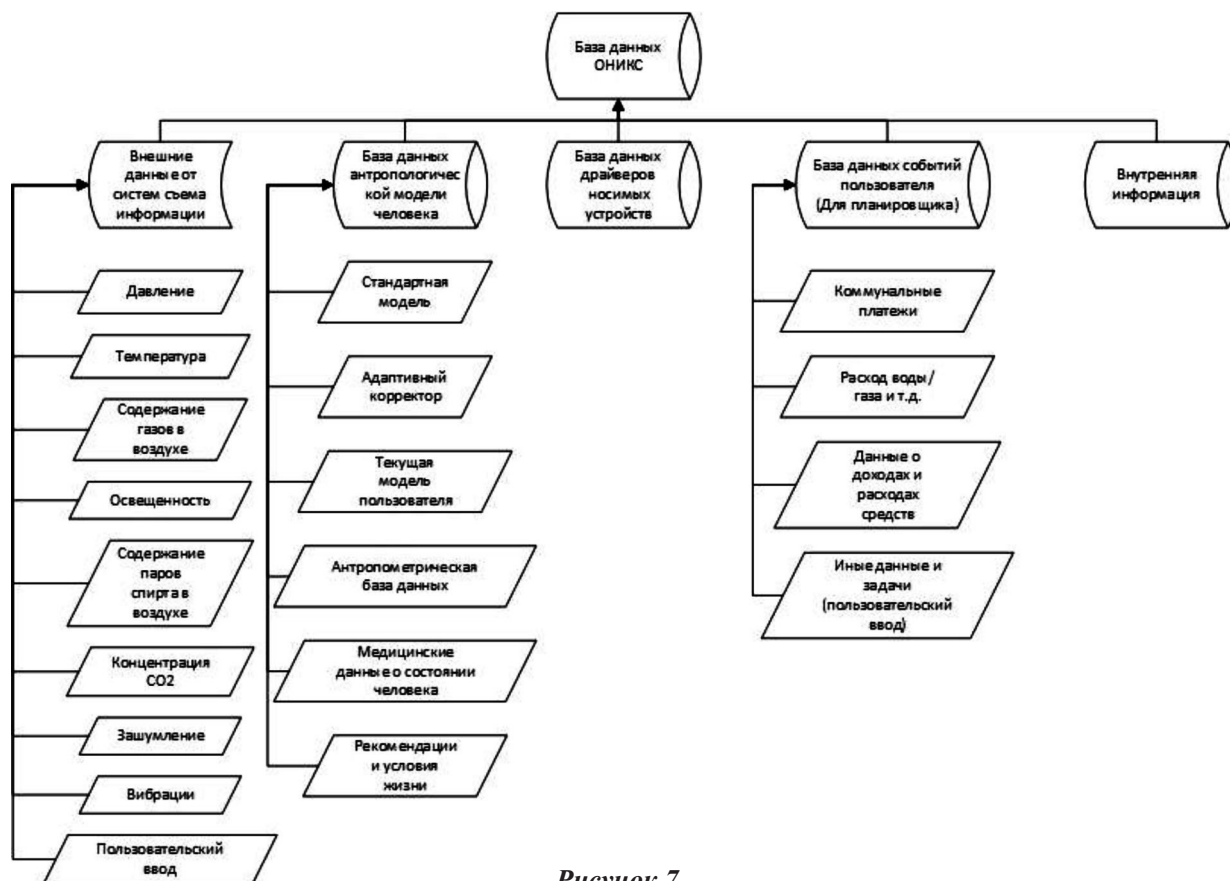 База данных
ОНИКС
Внешние
данные от
систем съема
информации
База данных
антропологичес
кой модели
человека
База данных
драйверов
носимых
устройств
База данных событий
пользователя
(Для планировщика)
Внутренняя
информация
Давление
Температура
Содержание
газов в
воздухе
Освещенность
Содержание
паров
спирта в
воздухе
Концентрация
СО2
Зашумление
Вибрации
Пользовательский
ввод
Стандартная
модель
Адаптивный
корректор
Текущая
модель
пользователя
Антропометрическая
база данных
Медицинские
данные о состоянии
человека
Рекомендации
и условия
жизни
Коммунальные
платежи
Расход воды/
газа и т.д.
Данные о
доходах и
расходах
средств
Иные данные и
задачи
(пользовательский
ввод)
Рисунок 7